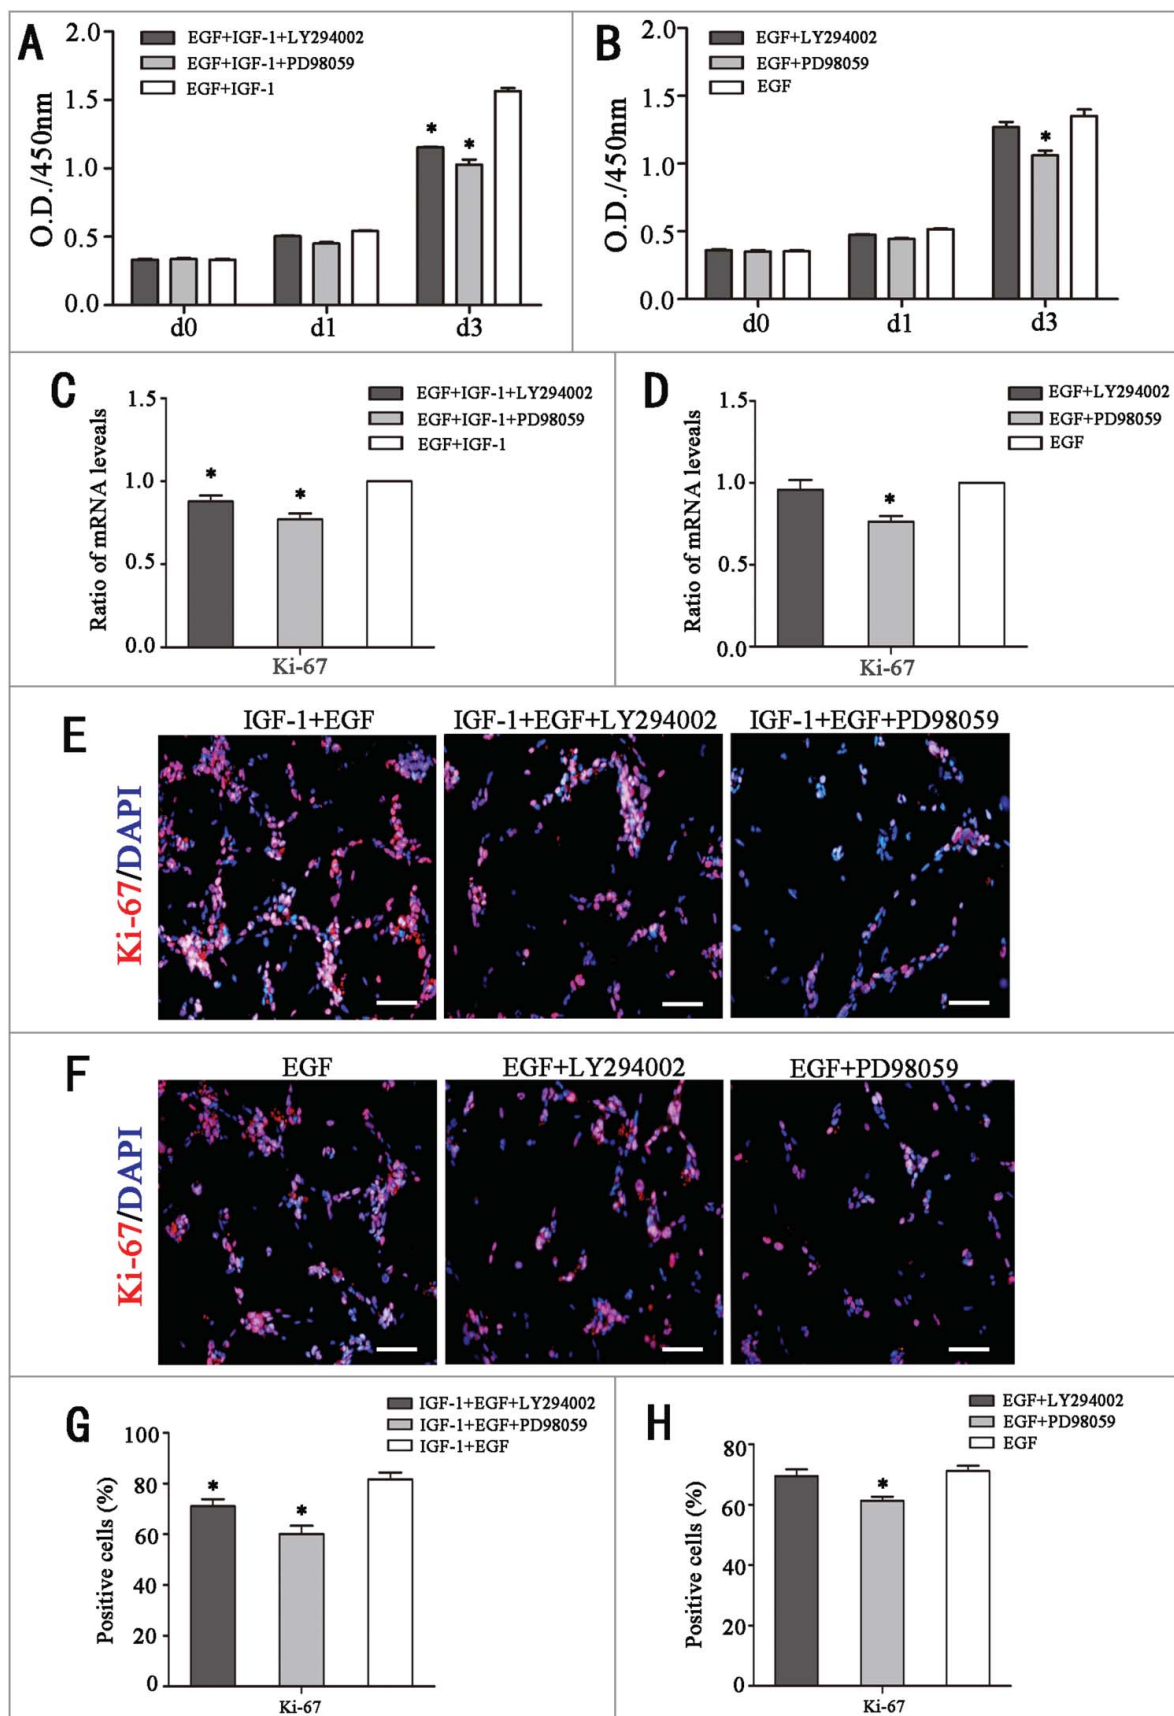 A
EGF+IGF-1+LY294002
EGF+IGF-1+PD98059
EGF+IGF-1
O.D./450nm
2.0
1.5
1.0
0.5
0.0
* *
d0 d1 d3
B
EGF+LY294002
EGF+PD98059
EGF
O.D./450nm
2.0
1.5
1.0
0.5
0.0
*
d0 d1 d3
C
EGF+IGF-1+LY294002
EGF+IGF-1+PD98059
EGF+IGF-1
Ratio of mRNA leveals
1.5
1.0
0.5
0.0
* *
Ki-67
D
EGF+LY294002
EGF+PD98059
EGF
Ratio of mRNA leveals
1.5
1.0
0.5
0.0
*
Ki-67
E
IGF-1+EGF IGF-1+EGF+LY294002 IGF-1+EGF+PD98059
Ki-67/DAPI
F
EGF EGF+LY294002 EGF+PD98059
Ki-67/DAPI
G
IGF-1+EGF+LY294002
IGF-1+EGF+PD98059
IGF-1+EGF
Positive cells (%)
100
80
60
40
20
0
* *
Ki-67
H
EGF+LY294002
EGF+PD98059
EGF
Positive cells (%)
80
60
40
20
0
*
Ki-67